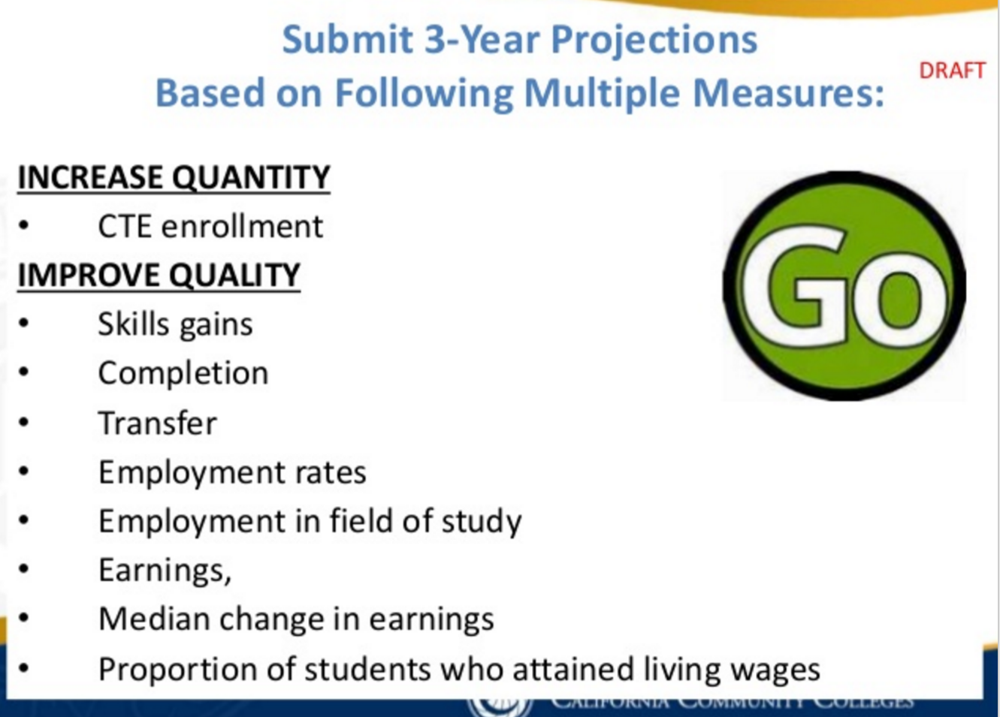 Submit 3-Year Projections
DRAFT
Based on Following Multiple Measures:
INCREASE QUANTITY
• CTE enrollment
IMPROVE QUALITY
• Skills gains
• Completion
• Transfer
• Employment rates
• Employment in field of study
• Earnings,
• Median change in earnings
• Proportion of students who attained living wages
Go
CALIFORNIA COMMUNITY COLLEGES